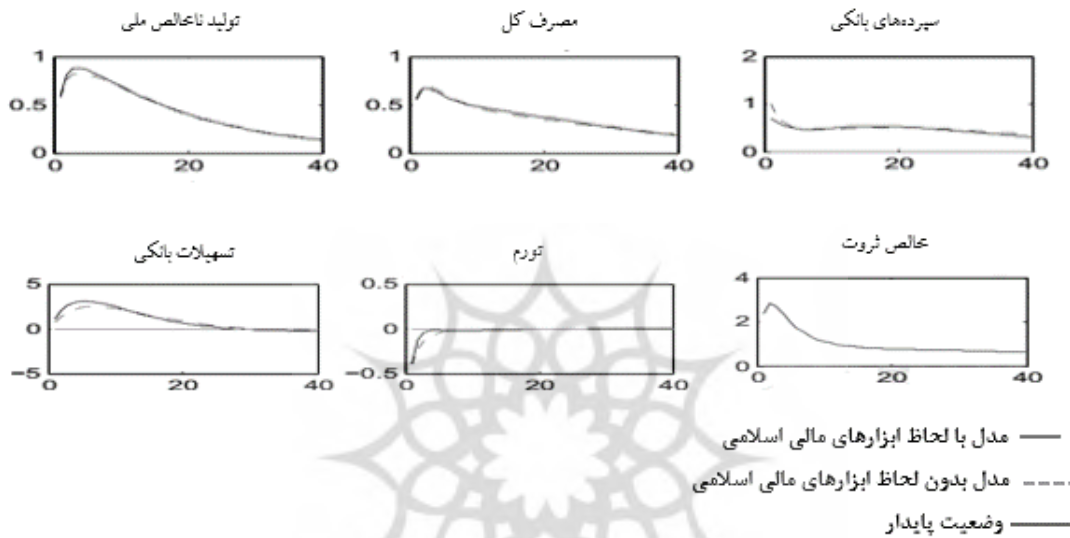 تولید ناخالص ملی
مصرف کل
سپرده‌های بانکی
1
0.5
0
0 20 40
1
0.5
0
0 20 40
2
1
0
0 20 40
تسهیلات بانکی
تورم
خالص ثروت
5
0
−5
0 20 40
0.5
0
−0.5
0 20 40
4
2
0
0 20 40
مدل با لحاظ ابزارهای مالی اسلامی
مدل بدون لحاظ ابزارهای مالی اسلامی
وضعیت پایدار